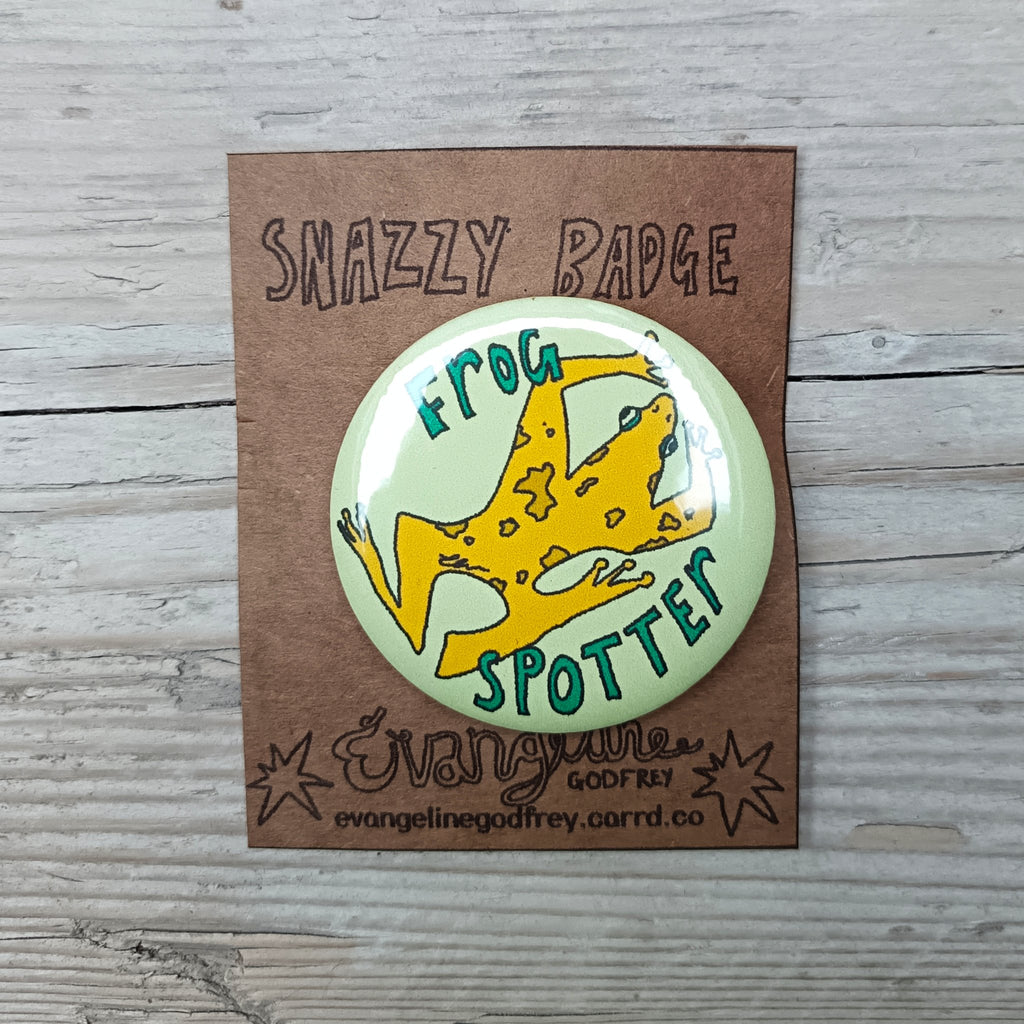 SNAZZY BADGE
FROG
SPOTTER
Evangeline
GODFREY
evangelinegodfrey.carrd.co